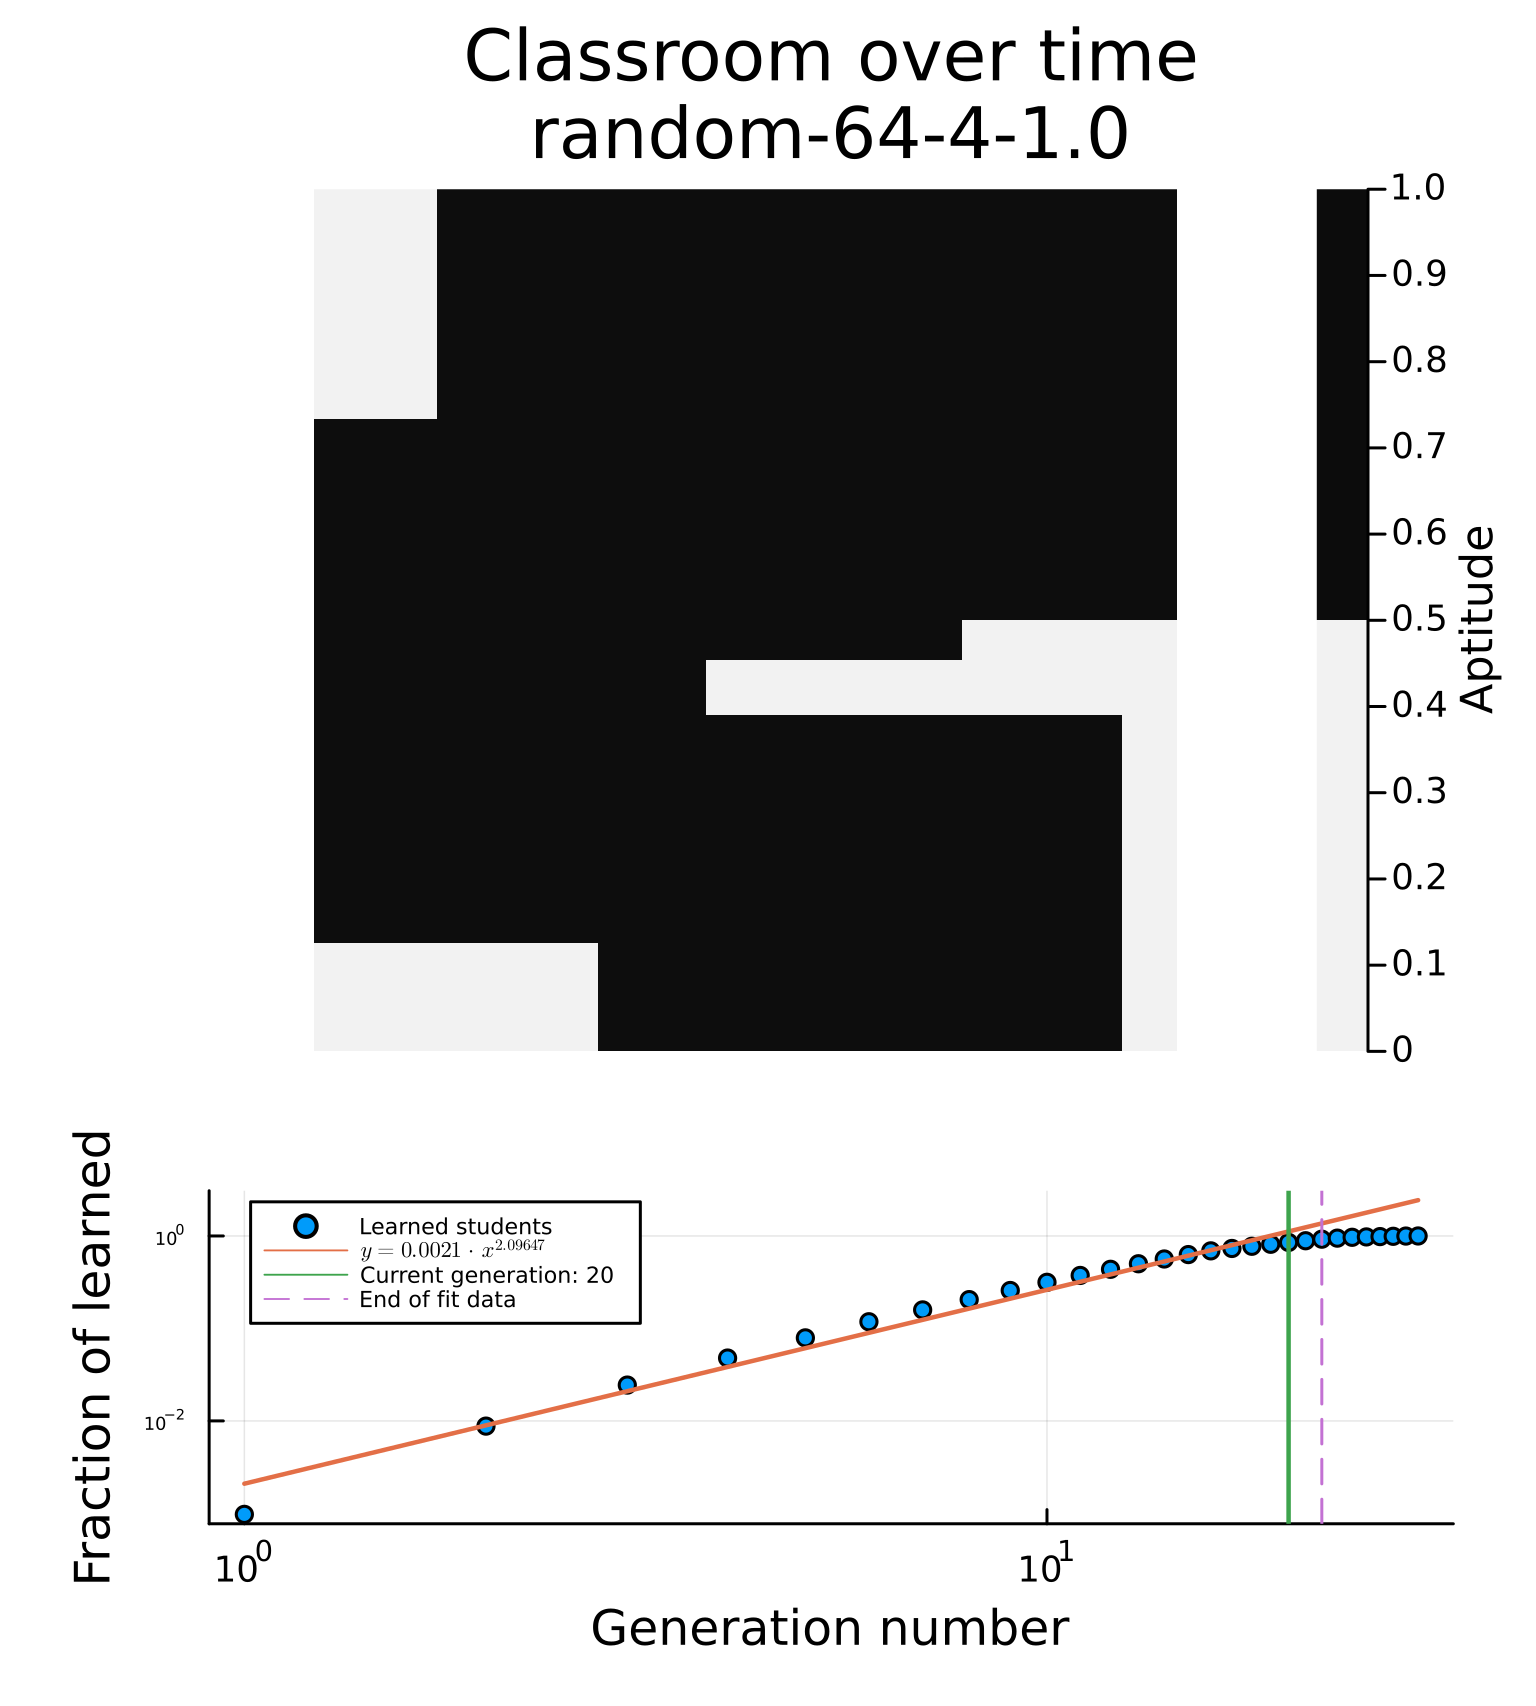 Classroom over time
random-64-4-1.0
1.0
0.9
0.8
0.7
0.6
0.5
0.4
0.3
0.2
0.1
0
Aptitude
Fraction of learned
10⁰
10⁻²
Learned students
y = 0.0021 · x^2.09647
Current generation: 20
End of fit data
10⁰
10¹
Generation number